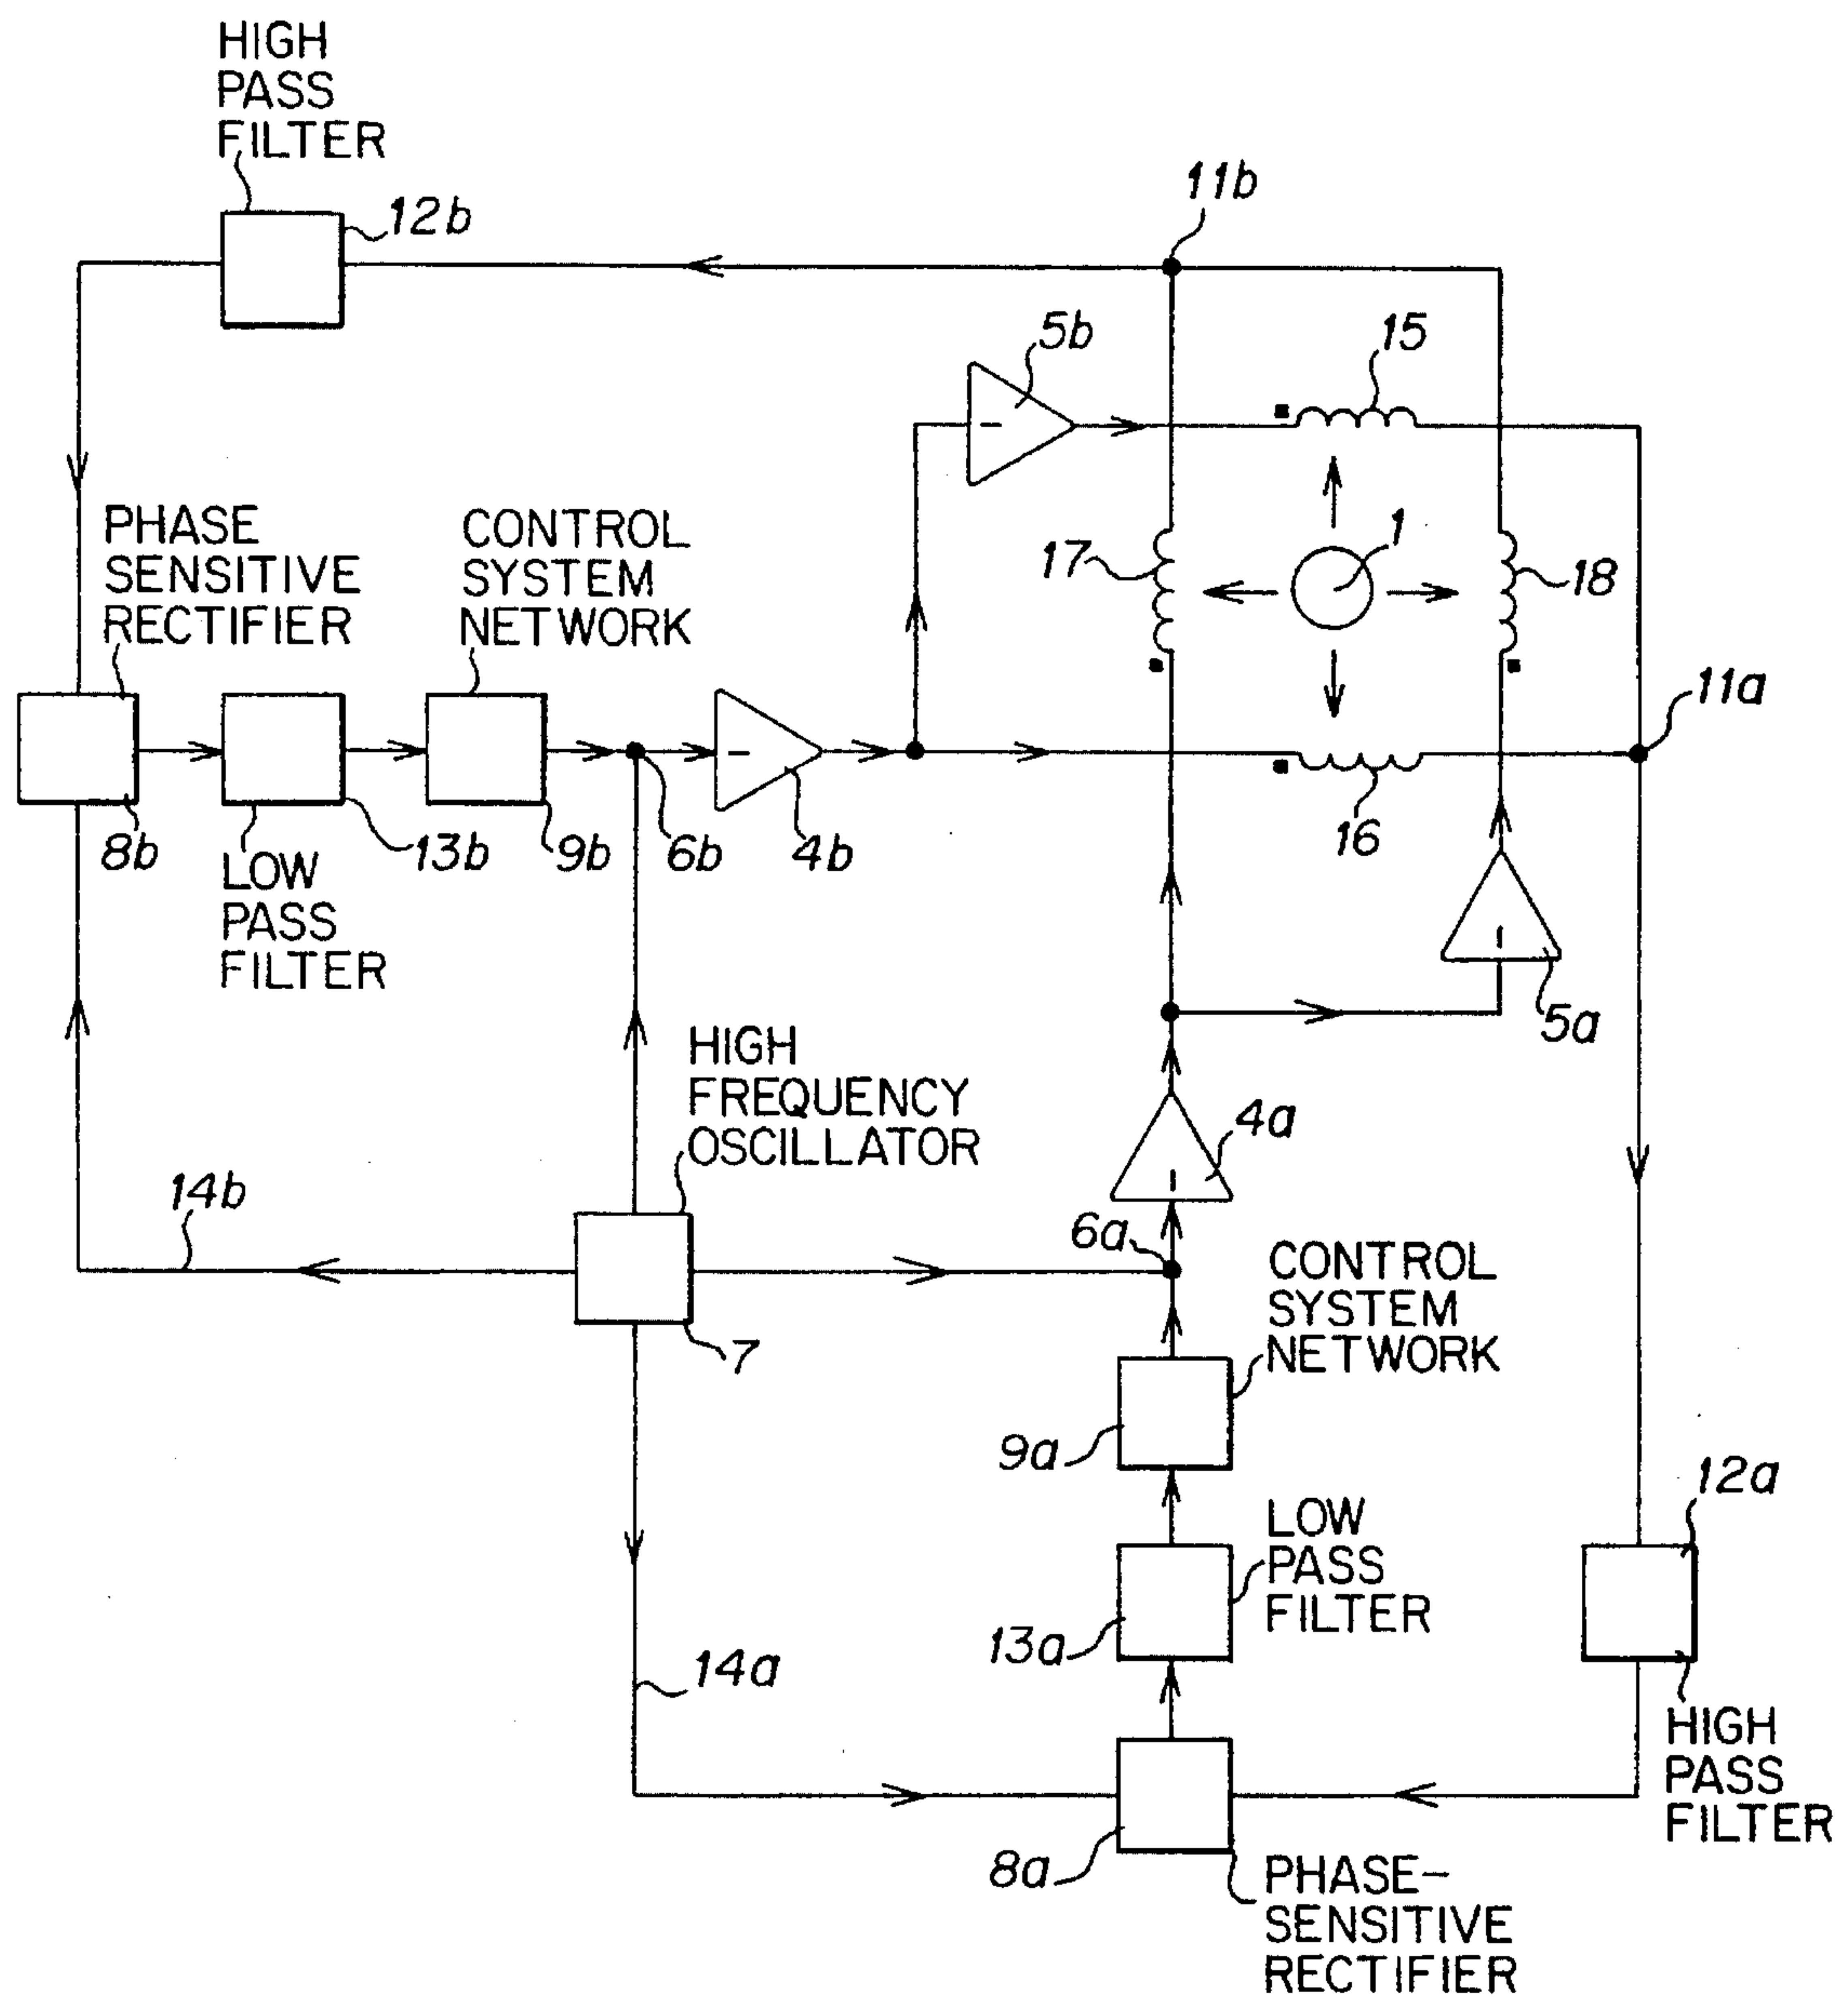 HIGH
PASS
FILTER
12b
11b
5b
15
PHASE
SENSITIVE
RECTIFIER
CONTROL
SYSTEM
NETWORK
17
1
18
11a
8b
13b
9b
6b
4b
16
LOW
PASS
FILTER
5a
HIGH
FREQUENCY
OSCILLATOR
4a
14b
6a
7
CONTROL
SYSTEM
NETWORK
9a
12a
LOW
PASS
FILTER
13a
14a
HIGH
PASS
FILTER
8a
PHASE-
SENSITIVE
RECTIFIER